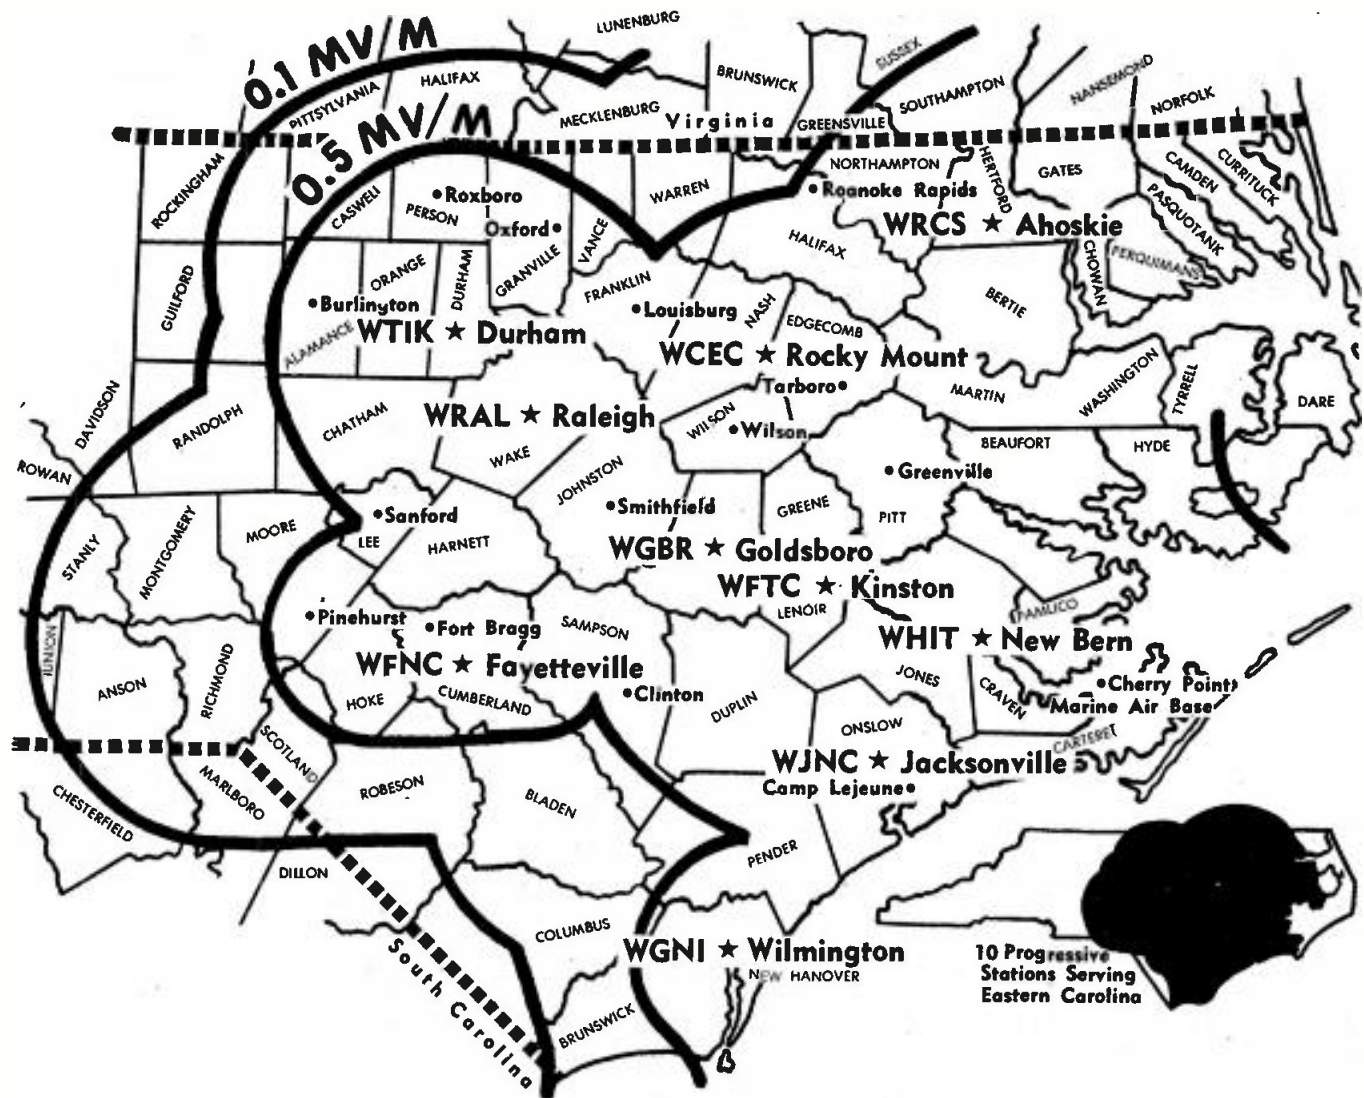 LUNENBURG
0.1 MV/M
HALIFAX
PITTSYLVANIA
BRUNSWICK
SUSSEX
SOUTHAMPTON
NANSEMOND
NORFOLK
0.5 MV/M
MECKLENBURG
Virginia
GREENSVILLE
ROCKINGHAM
CASWELL
PERSON
Roxboro
Oxford
GRANVILLE
VANCE
WARREN
NORTHAMPTON
Roanoke Rapids
HERTFORD
GATES
CAMDEN
CURRITUCK
PASQUOTANK
WRCS ★ Ahoskie
HALIFAX
CHOWAN
PERQUIMANS
BERTIE
GUILFORD
ORANGE
DURHAM
FRANKLIN
Burlington
ALAMANCE
WTIK ★ Durham
Louisburg
NASH
EDGECOMB
WCEC ★ Rocky Mount
Tarboro
MARTIN
WASHINGTON
TYRRELL
DARE
DAVIDSON
RANDOLPH
CHATHAM
WRAL ★ Raleigh
WAKE
WILSON
Wilson
BEAUFORT
HYDE
ROWAN
JOHNSTON
Greenville
STANLY
MONTGOMERY
MOORE
Sanford
LEE
HARNETT
Smithfield
GREENE
PITT
WGBR ★ Goldsboro
WFTC ★ Kinston
LENOIR
PAMLICO
Pinehurst
Fort Bragg
SAMPSON
WHIT ★ New Bern
UNION
ANSON
RICHMOND
WFNC ★ Fayetteville
HOKE
CUMBERLAND
Clinton
DUPLIN
JONES
CRAVEN
Cherry Point
Marine Air Base
SCOTLAND
ONSLOW
CARTERET
WJNC ★ Jacksonville
Camp Lejeune
CHESTERFIELD
MARLBORO
ROBESON
BLADEN
DILLON
PENDER
COLUMBUS
WGNI ★ Wilmington
NEW HANOVER
South Carolina
BRUNSWICK
10 Progressive
Stations Serving
Eastern Carolina